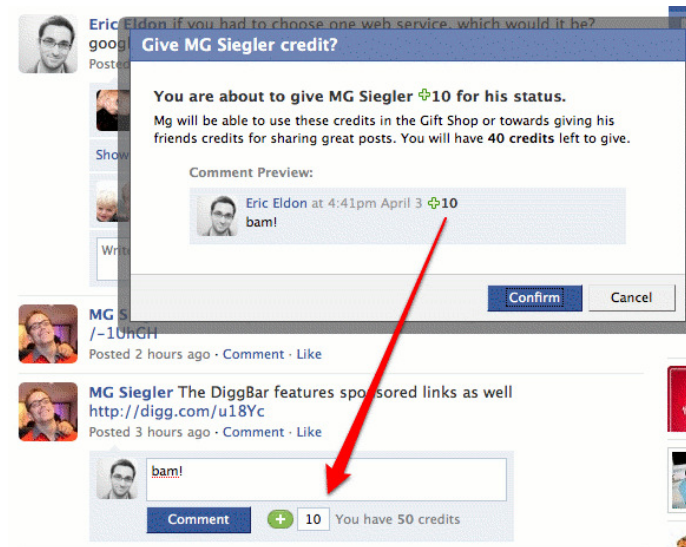 Eric Eldon if you had to choose one web service, which would it be?
goog
Posted
Give MG Siegler credit?
You are about to give MG Siegler +10 for his status.
Mg will be able to use these credits in the Gift Shop or towards giving his
friends credits for sharing great posts. You will have 40 credits left to give.
Comment Preview:
Eric Eldon at 4:41pm April 3 +10
bam!
Confirm Cancel
Show
Write
MG S
/-1UhGH
Posted 2 hours ago · Comment · Like
MG Siegler The DiggBar features sponsored links as well
http://digg.com/u18Yc
Posted 3 hours ago · Comment · Like
bam!
Comment + 10 You have 50 credits